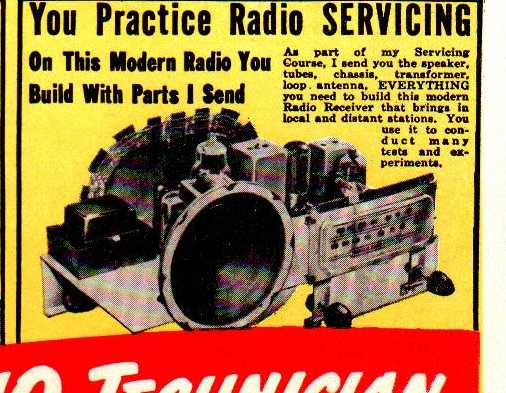 You Practice Radio SERVICING
On This Modern Radio You
Build With Parts I Send
As part of my Servicing
Course, I send you the speaker,
tubes, chassis, transformer,
loop antenna, EVERYTHING
you need to build this modern
Radio Receiver that brings in
local and distant stations. You
use it to con-
duct many
tests and ex-
periments.
TECHNICIAN